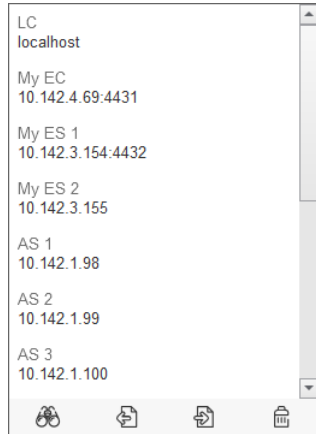 LC
localhost
My EC
10.142.4.69:4431
My ES 1
10.142.3.154:4432
My ES 2
10.142.3.155
AS 1
10.142.1.98
AS 2
10.142.1.99
AS 3
10.142.1.100